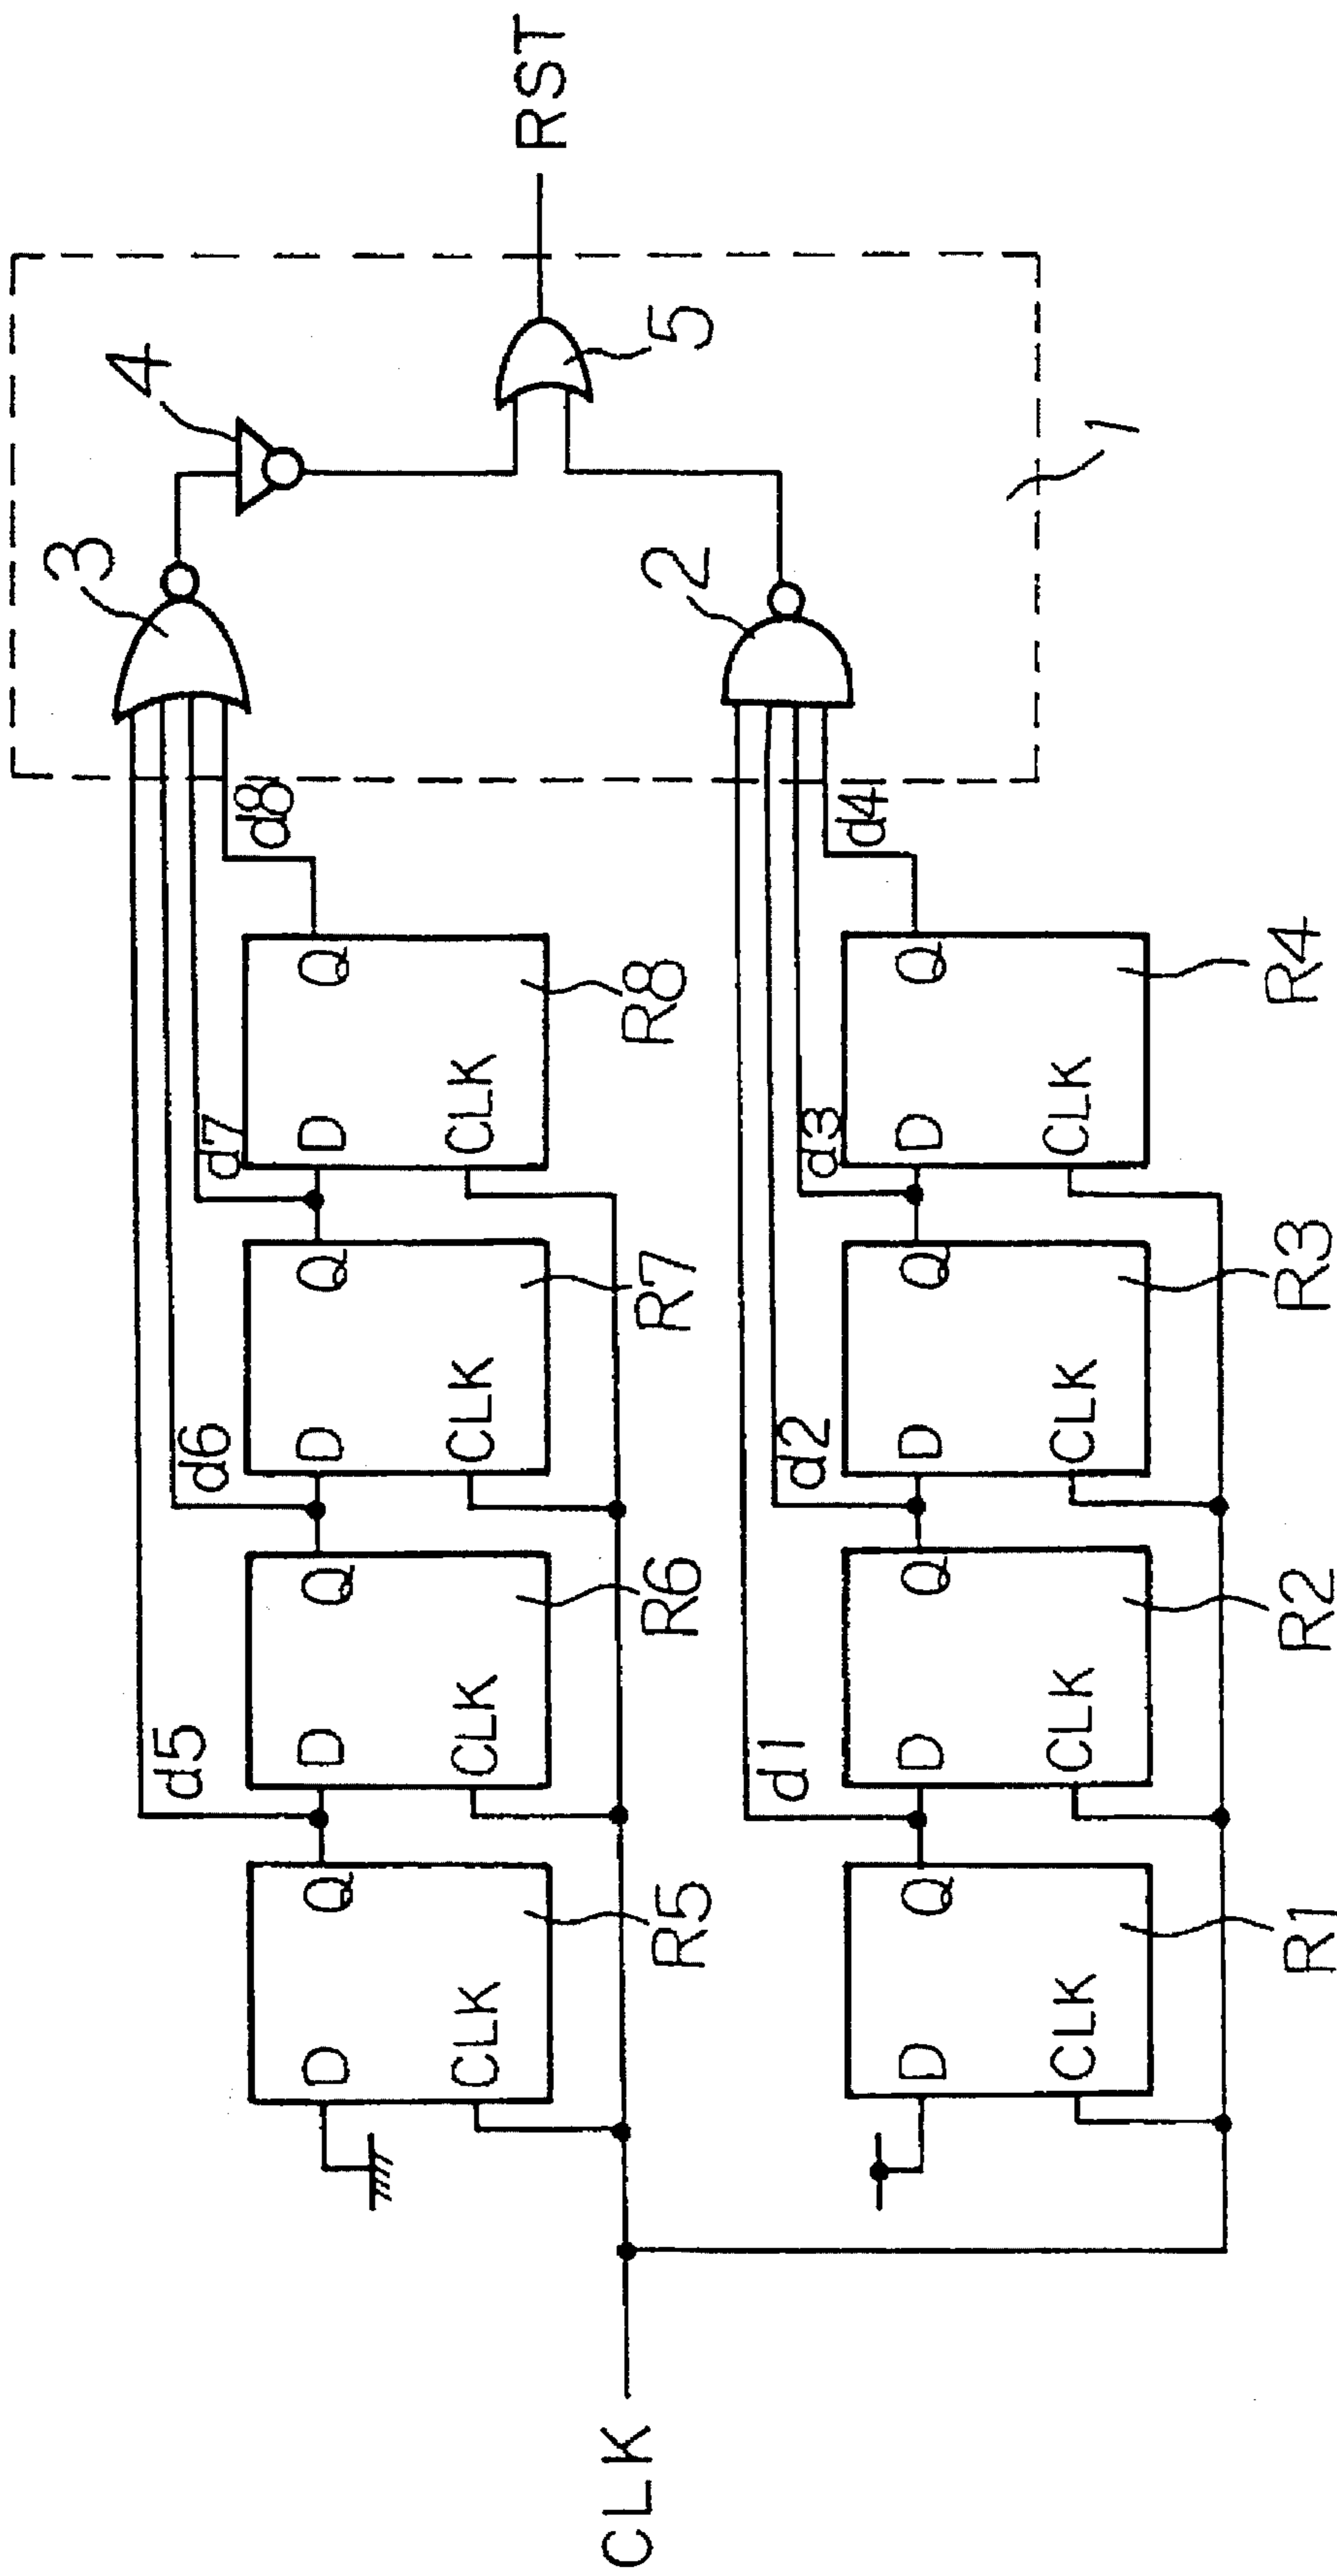 RST
4
5
3
2
1
d8
d4
Q
Q
D
D
CLK
CLK
R8
R4
d7
d3
Q
Q
D
D
CLK
CLK
R7
R3
d6
d2
Q
Q
D
D
CLK
CLK
R6
R2
d5
d1
Q
Q
D
D
CLK
CLK
R5
R1
CLK